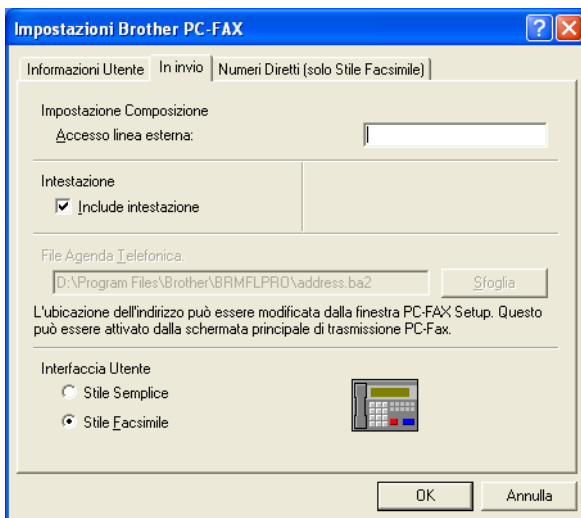 Impostazioni Brother PC-FAX
Informazioni Utente In invio Numeri Diretti (solo Stile Facsimile)
Impostazione Composizione
Accesso linea esterna:
Intestazione
Include intestazione
File Agenda Telefonica.
D:\Program Files\Brother\BRMFLPRO\address.ba2 Sfoglia
L'ubicazione dell'indirizzo può essere modificata dalla finestra PC-FAX Setup. Questo
può essere attivato dalla schermata principale di trasmissione PC-Fax.
Interfaccia Utente
Stile Semplice
Stile Facsimile
OK Annulla